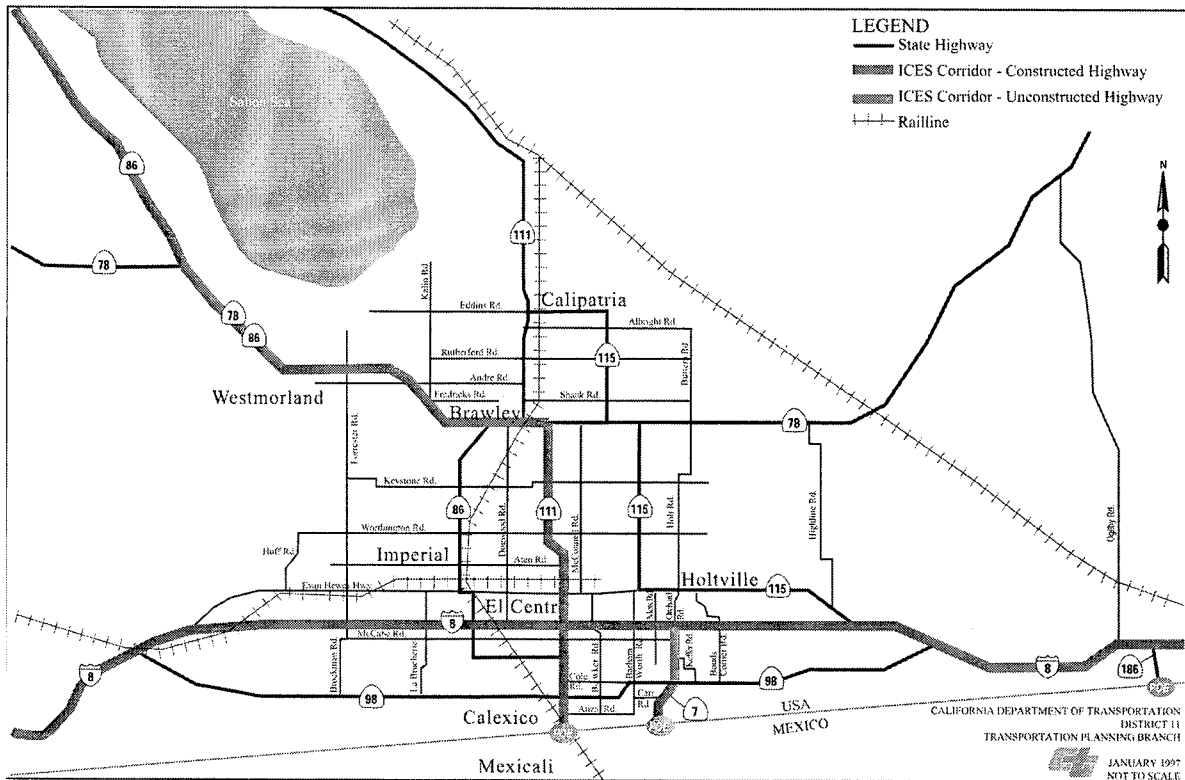 LEGEND
State Highway
ICES Corridor - Constructed Highway
ICES Corridor - Unconstructed Highway
Railline
Salton Sea
86
N
111
78
Kalin Rd.
78
Eddins Rd.
Calipatria
86
Albright Rd.
Rutherford Rd.
115
Butters Rd.
Andre Rd.
Westmorland
Fredricks Rd.
Shank Rd.
Brawley
78
Forrester Rd.
Keystone Rd.
86
Dogwood Rd.
111
McConnell Rd.
115
Holt Rd.
Highline Rd.
Ogilby Rd.
Worthington Rd.
Huff Rd.
Imperial
Aten Rd.
Evan Hewes Hwy.
Holtville
115
El Centr
Orchard Rd.
8
McCabe Rd.
8
La Brucherie
Cole Rd.
Bowker Rd.
Barbara Worth Rd.
Keffer Rd.
Bonds Corner Rd.
98
8
186
98
Carr Rd.
Anza Rd.
7
Calexico
USA
MEXICO
Mexicali
CALIFORNIA DEPARTMENT OF TRANSPORTATION
DISTRICT 11
TRANSPORTATION PLANNING BRANCH
JANUARY 1997
NOT TO SCALE